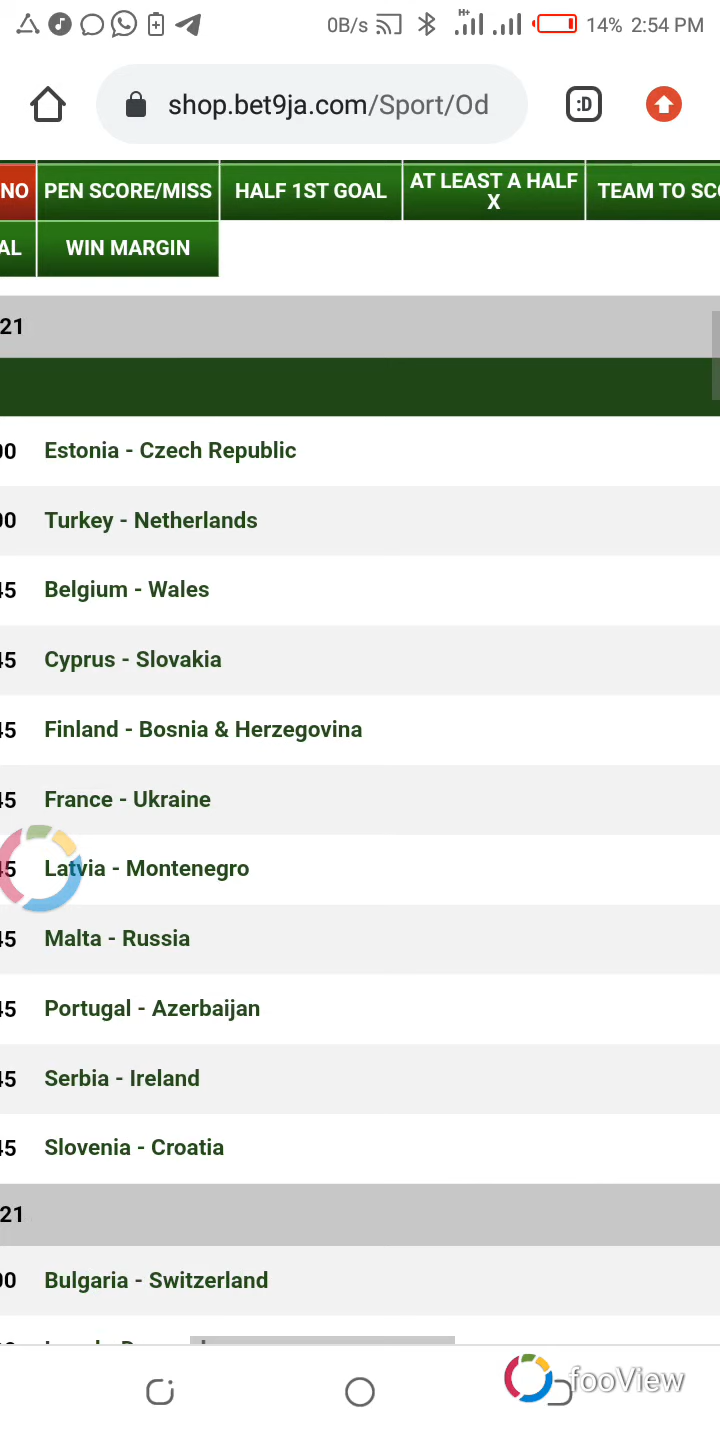 0B/s H+ 14% 2:54 PM
shop.bet9ja.com/Sport/Od :D
NO PEN SCORE/MISS HALF 1ST GOAL AT LEAST A HALF X TEAM TO SCO
AL WIN MARGIN
21
00 Estonia - Czech Republic
00 Turkey - Netherlands
45 Belgium - Wales
45 Cyprus - Slovakia
45 Finland - Bosnia & Herzegovina
45 France - Ukraine
45 Latvia - Montenegro
45 Malta - Russia
45 Portugal - Azerbaijan
45 Serbia - Ireland
45 Slovenia - Croatia
21
00 Bulgaria - Switzerland
fooView